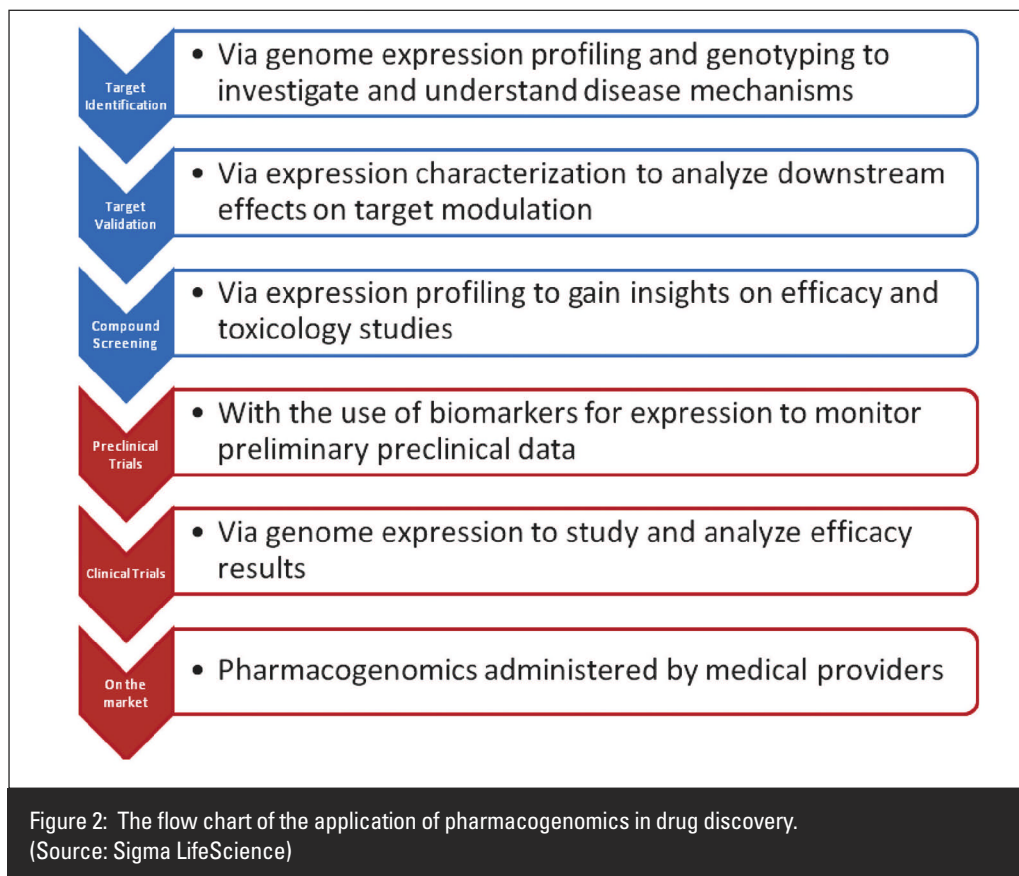 Target
Identification
• Via genome expression profiling and genotyping to
investigate and understand disease mechanisms
Target
Validation
• Via expression characterization to analyze downstream
effects on target modulation
Compound
Screening
• Via expression profiling to gain insights on efficacy and
toxicology studies
Preclinical
Trials
• With the use of biomarkers for expression to monitor
preliminary preclinical data
Clinical Trials
• Via genome expression to study and analyze efficacy
results
On the
market
• Pharmacogenomics administered by medical providers
Figure 2: The flow chart of the application of pharmacogenomics in drug discovery.
(Source: Sigma LifeScience)